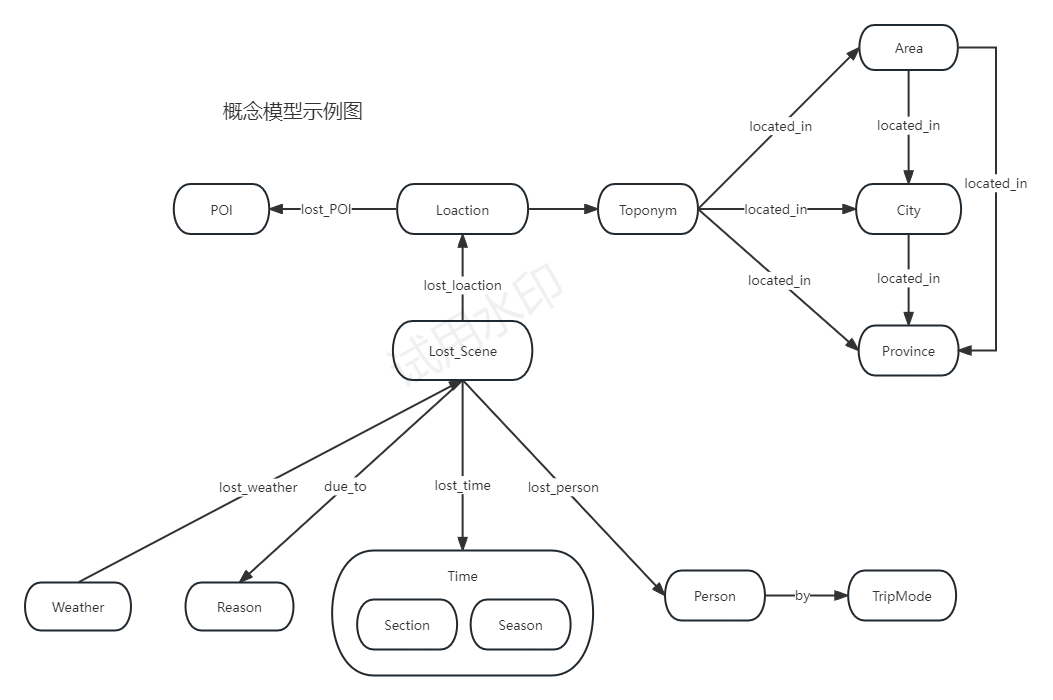 Area
概念模型示例图
located_in
located_in
located_in
POI
lost_POI
Loaction
Toponym
located_in
City
lost_loaction
located_in
located_in
试用水印
Lost_Scene
Province
lost_weather
due_to
lost_time
lost_person
Time
Weather
Reason
Section
Season
Person
by
TripMode